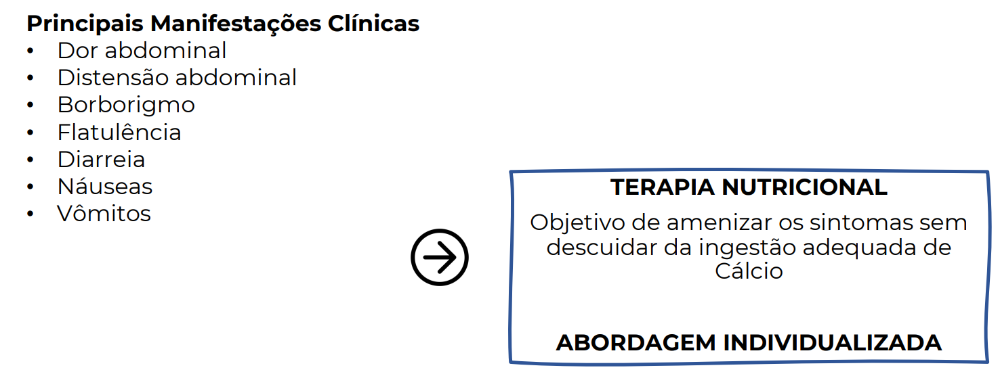 Principais Manifestações Clínicas
• Dor abdominal
• Distensão abdominal
• Borborigmo
• Flatulência
• Diarreia
• Náuseas
• Vômitos
TERAPIA NUTRICIONAL
Objetivo de amenizar os sintomas sem
descuidar da ingestão adequada de
Cálcio
ABORDAGEM INDIVIDUALIZADA